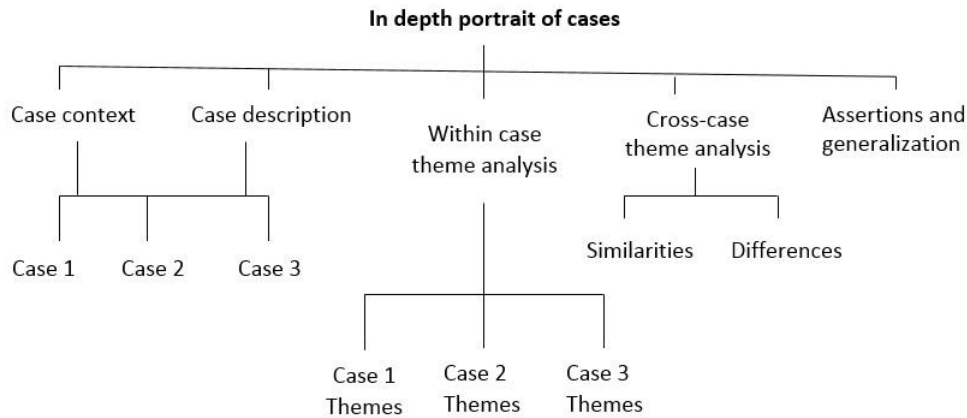 In depth portrait of cases
Case context
Case description
Within case
theme analysis
Cross-case
theme analysis
Assertions and
generalization
Case 1
Case 2
Case 3
Similarities
Differences
Case 1
Themes
Case 2
Themes
Case 3
Themes